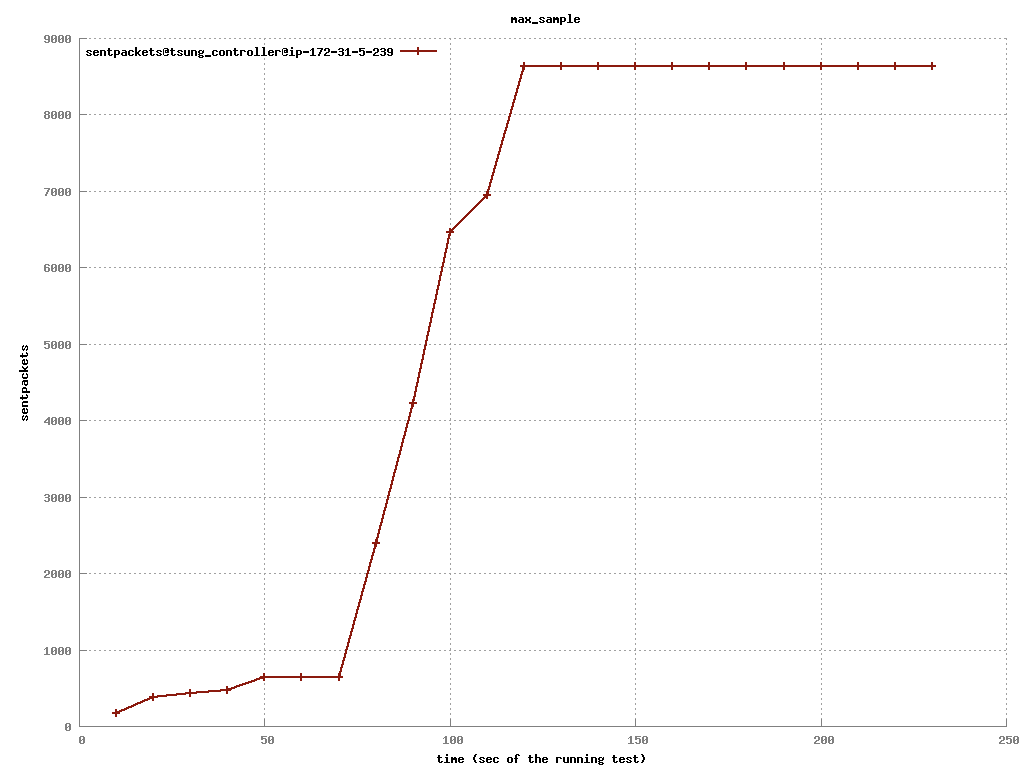 max_sample
sentpackets@tsung_controller@ip-172-31-5-239
9000
8000
7000
6000
5000
4000
3000
2000
1000
0
sentpackets
0 50 100 150 200 250
time (sec of the running test)